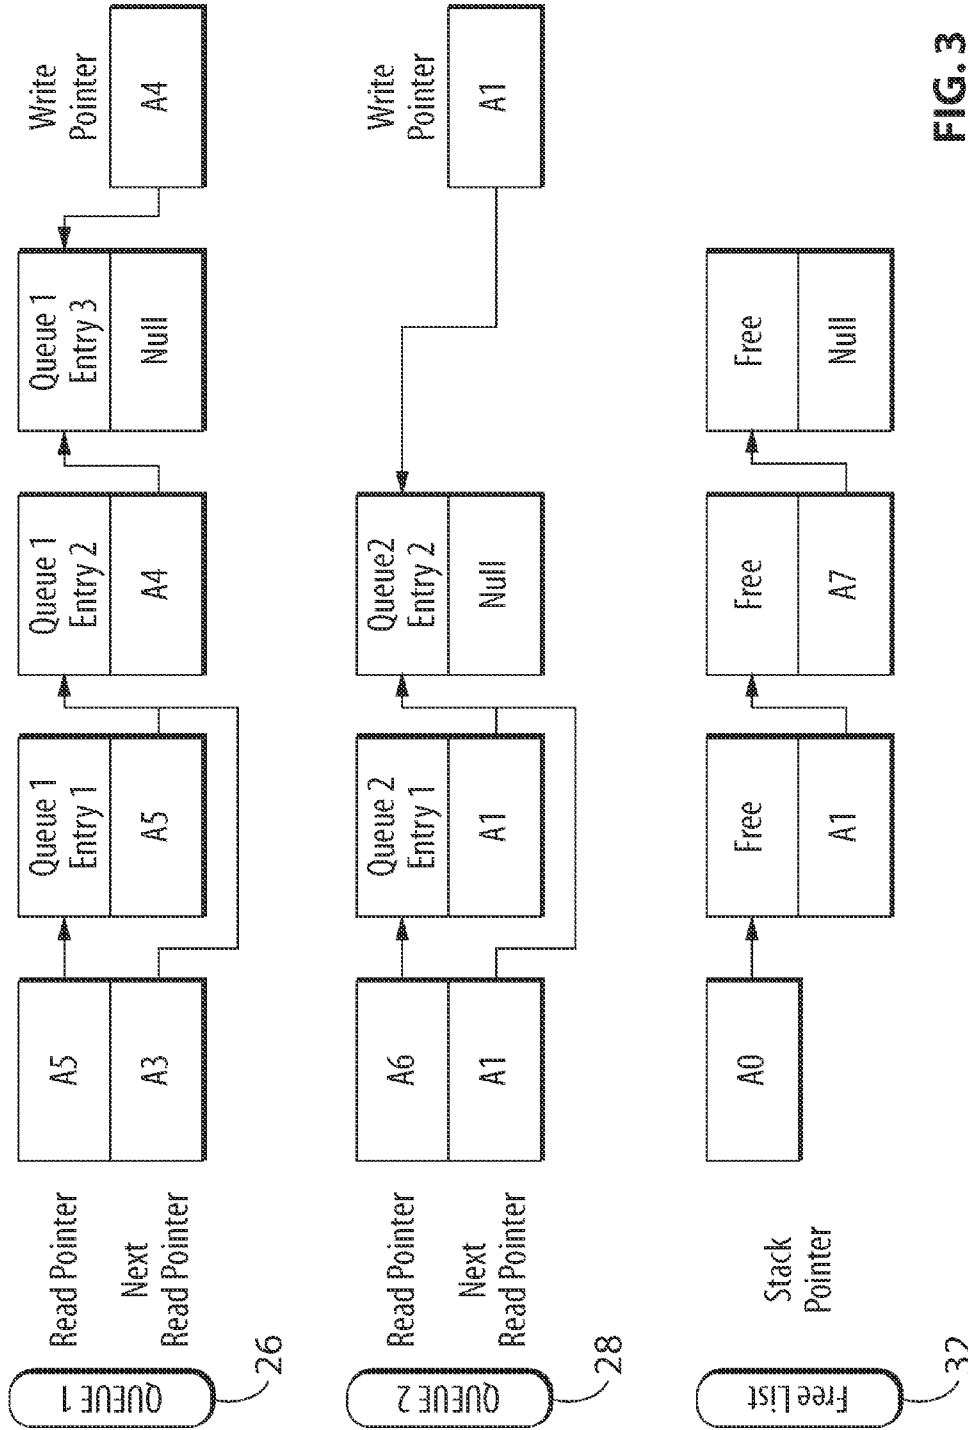 QUEUE 1
26
Read Pointer
Next
Read Pointer
A5
A3
Queue 1
Entry 1
A5
Queue 1
Entry 2
A4
Queue 1
Entry 3
Null
Write
Pointer
A4
QUEUE 2
28
Read Pointer
Next
Read Pointer
A6
A1
Queue 2
Entry 1
A1
Queue2
Entry 2
Null
Write
Pointer
A1
Free List
32
Stack
Pointer
A0
Free
A1
Free
A7
Free
Null
FIG. 3